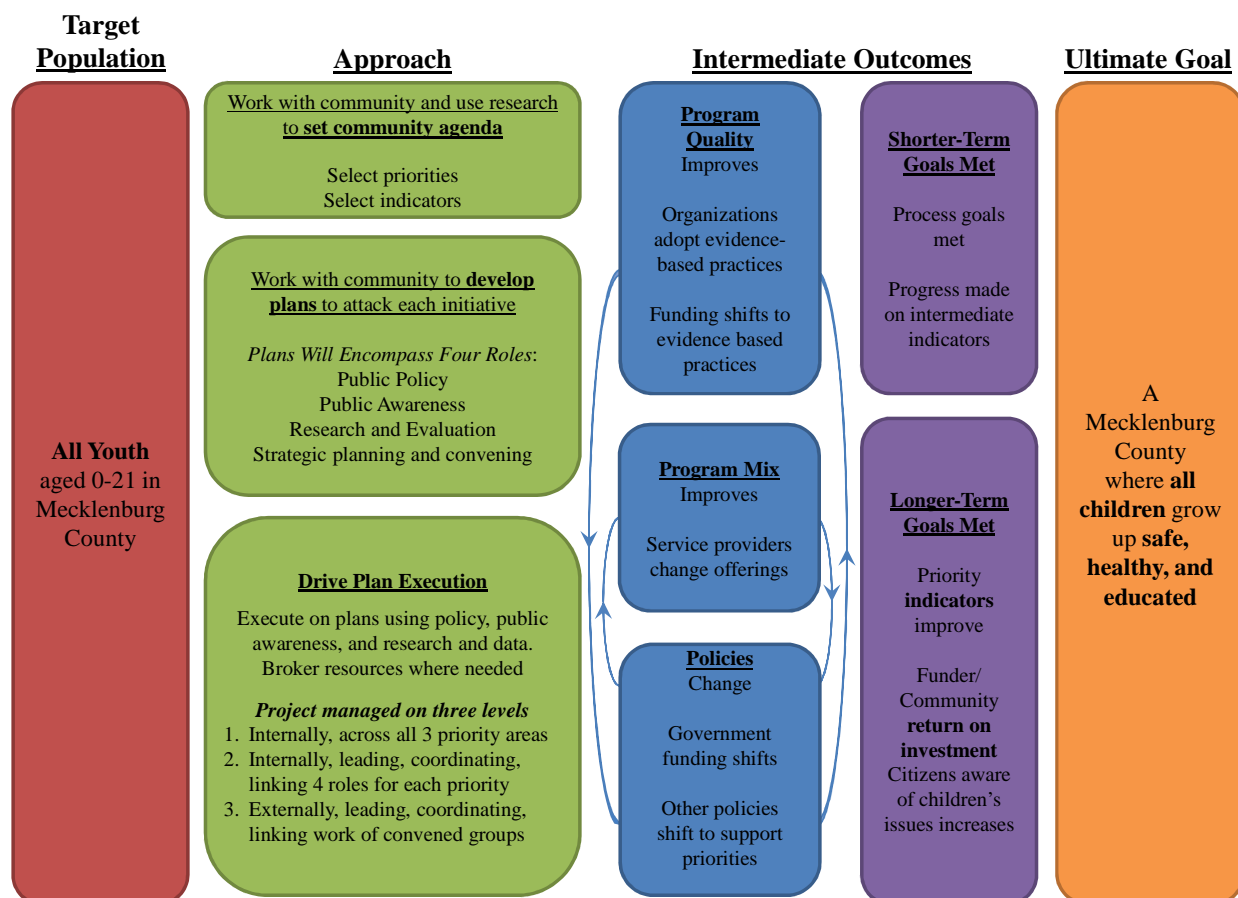 Target
Population
Approach
Intermediate Outcomes
Ultimate Goal
All Youth
aged 0-21 in
Mecklenburg
County
Work with community and use research
to set community agenda
Select priorities
Select indicators
Work with community to develop
plans to attack each initiative
Plans Will Encompass Four Roles:
Public Policy
Public Awareness
Research and Evaluation
Strategic planning and convening
Drive Plan Execution
Execute on plans using policy, public
awareness, and research and data.
Broker resources where needed
Project managed on three levels
1. Internally, across all 3 priority areas
2. Internally, leading, coordinating,
linking 4 roles for each priority
3. Externally, leading, coordinating,
linking work of convened groups
Program
Quality
Improves
Organizations
adopt evidence-
based practices
Funding shifts to
evidence based
practices
Program Mix
Improves
Service providers
change offerings
Policies
Change
Government
funding shifts
Other policies
shift to support
priorities
Shorter-Term
Goals Met
Process goals
met
Progress made
on intermediate
indicators
Longer-Term
Goals Met
Priority
indicators
improve
Funder/
Community
return on
investment
Citizens aware
of children’s
issues increases
A
Mecklenburg
County
where all
children grow
up safe,
healthy, and
educated